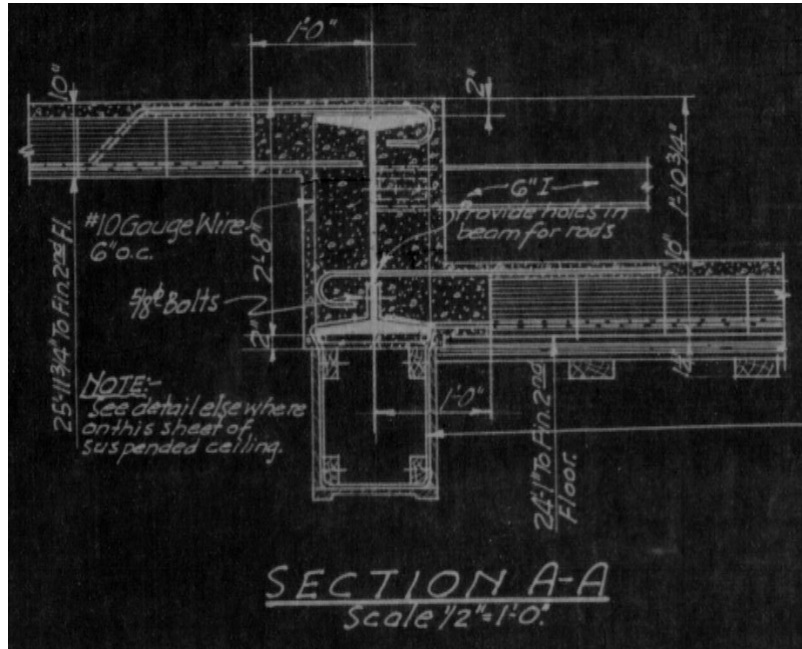 1'-0"
10"
2"
6" I
Provide holes in
beam for rods
1'-10 3/4"
#10 Gauge Wire
6" o.c.
2'-8"
10"
5/8"ϕ Bolts
2"
25'-11 3/4" To Fin. 2nd Fl.
NOTE:-
See detail elsewhere
on this sheet of
suspended ceiling.
1'-0"
24'-1" To Fin. 2nd
Floor.
SECTION A-A
Scale 1/2"=1'-0".